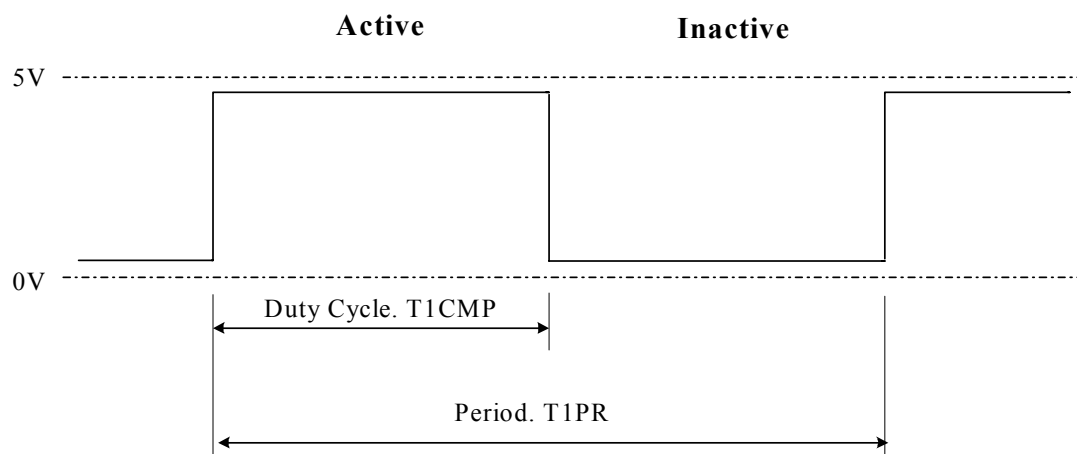 Active Inactive
5V
0V
Duty Cycle. T1CMP
Period. T1PR